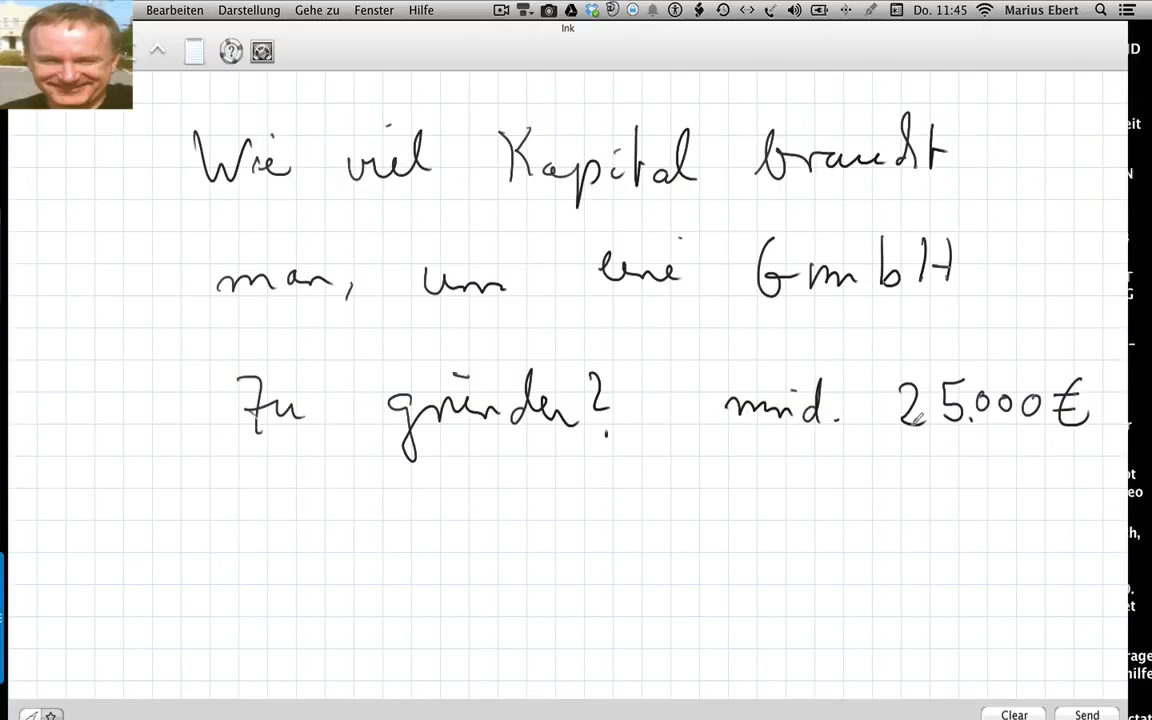 Bearbeiten Darstellung Gehe zu Fenster Hilfe Do. 11:45 Marius Ebert
Ink
Wie viel Kapital braucht
man, um eine GmbH
zu gründen? mind. 25.000 €
Clear Send